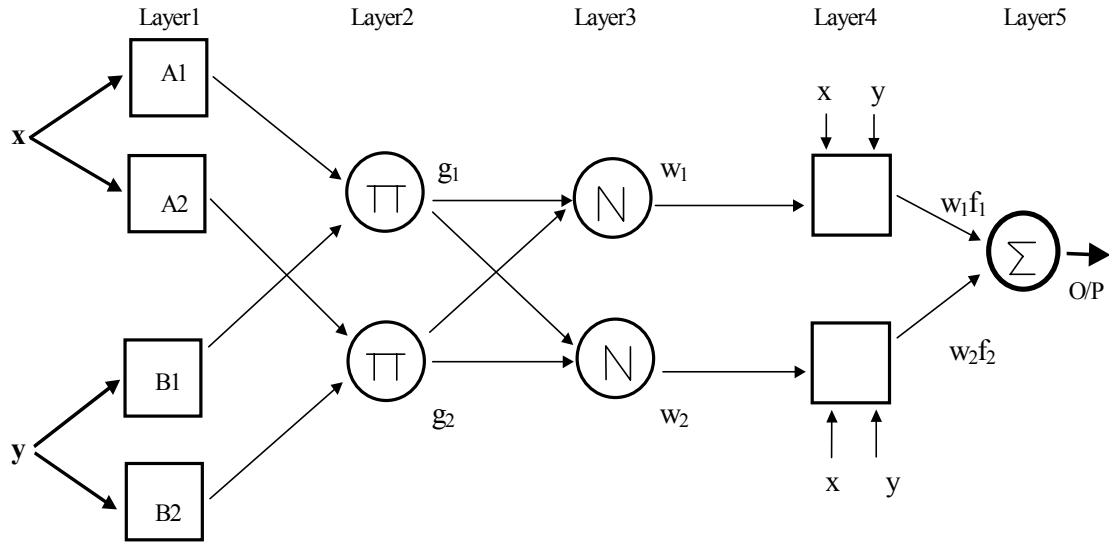 Layer1 Layer2 Layer3 Layer4 Layer5
A1
x y
x
g₁ w₁
A2
Π N
w₁f₁
Σ
O/P
B1
Π N
w₂f₂
g₂ w₂
y
x y
B2